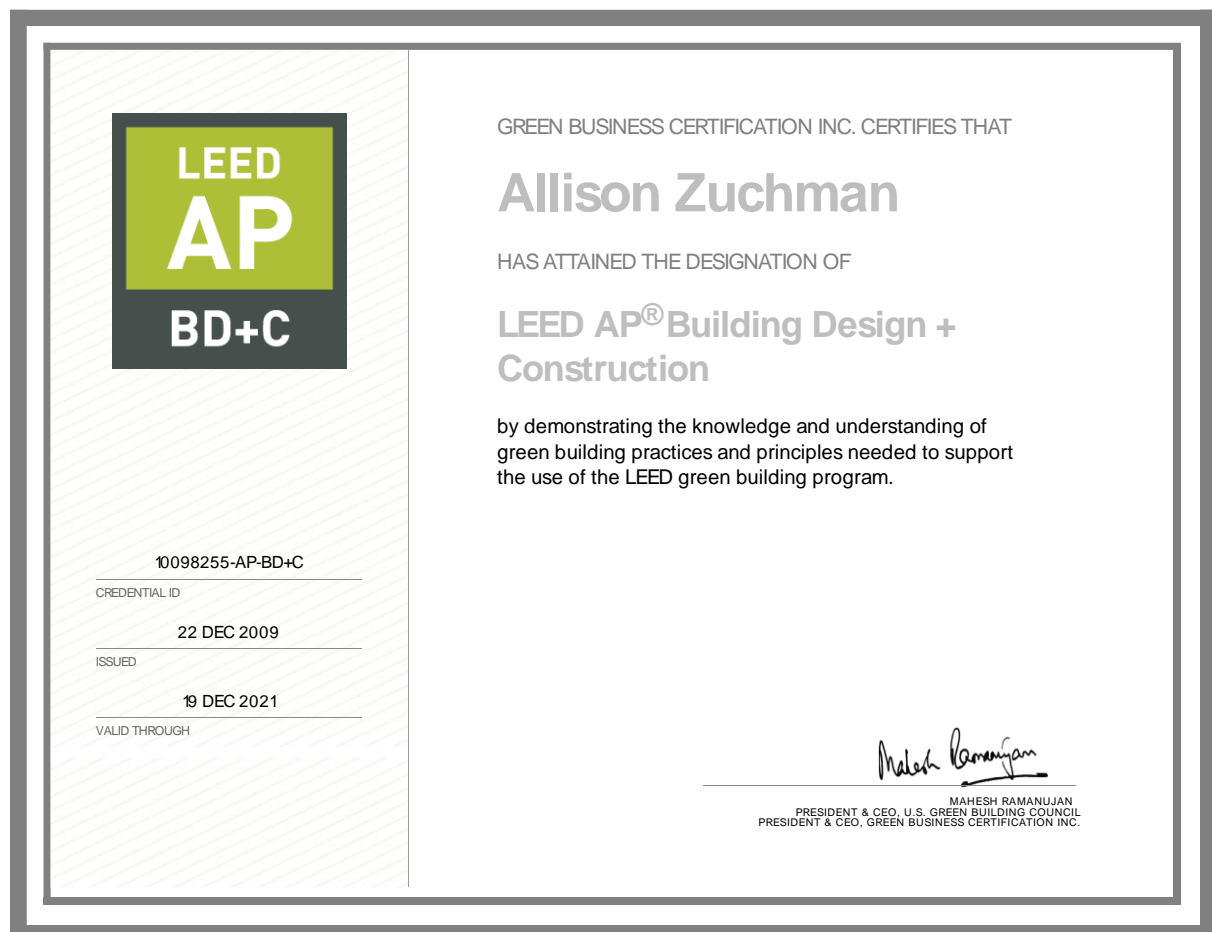 LEED
AP
BD+C
10098255-AP-BD+C
CREDENTIAL ID
22 DEC 2009
ISSUED
19 DEC 2021
VALID THROUGH
GREEN BUSINESS CERTIFICATION INC. CERTIFIES THAT
Allison Zuchman
HAS ATTAINED THE DESIGNATION OF
LEED AP® Building Design +
Construction
by demonstrating the knowledge and understanding of
green building practices and principles needed to support
the use of the LEED green building program.
Mahesh Ramanujan
MAHESH RAMANUJAN
PRESIDENT & CEO, U.S. GREEN BUILDING COUNCIL
PRESIDENT & CEO, GREEN BUSINESS CERTIFICATION INC.